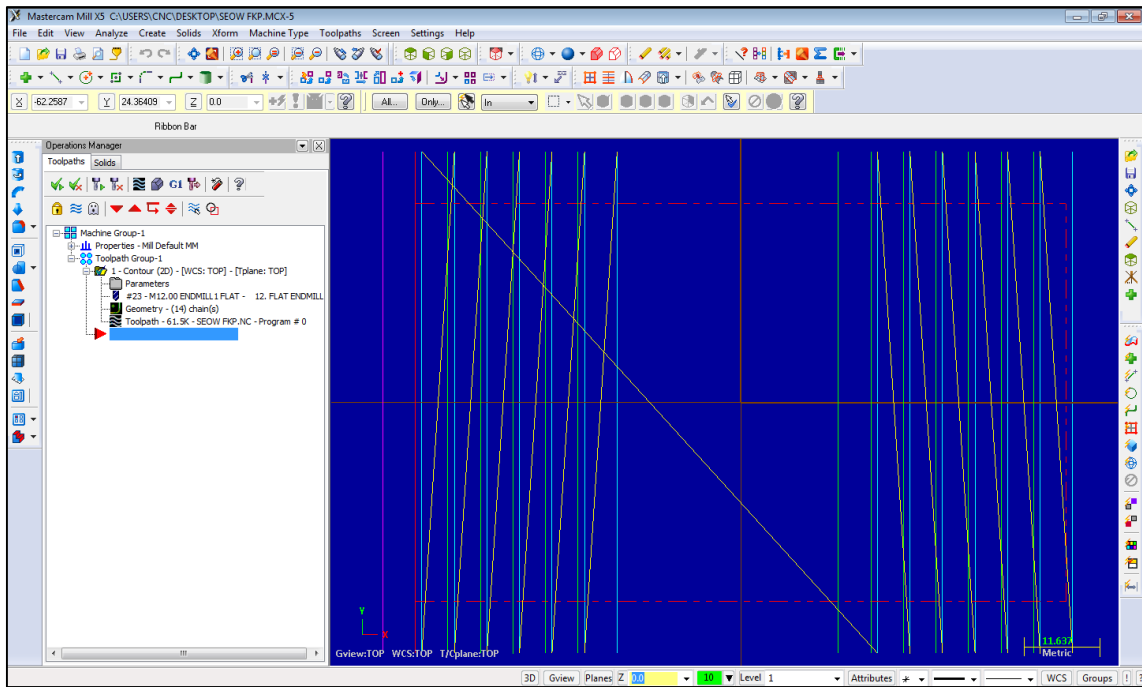 Mastercam Mill X5 C:\USERS\CNC\DESKTOP\SEOW FKP.MCX-5
File Edit View Analyze Create Solids Xform Machine Type Toolpaths Screen Settings Help
X -62.2587 Y 24.36409 Z 0.0 All... Only... In
Ribbon Bar
Operations Manager
Toolpaths Solids
G1
Machine Group-1
Properties - Mill Default MM
Toolpath Group-1
1 - Contour (2D) - [WCS: TOP] - [Tplane: TOP]
Parameters
#23 - M12.00 ENDMILL1 FLAT - 12. FLAT ENDMILL
Geometry - (14) chain(s)
Toolpath - 61.5K - SEOW FKP.NC - Program # 0
Y
X
11.637
Metric
Gview:TOP WCS:TOP T/Cplane:TOP
3D Gview Planes Z 0.0 10 Level 1 Attributes WCS Groups